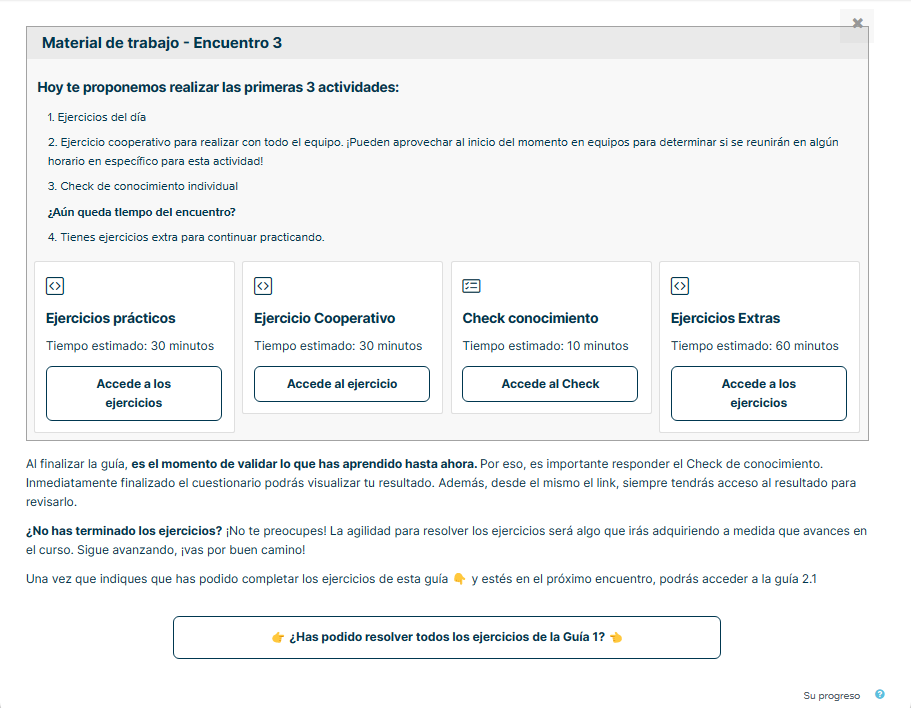 Material de trabajo - Encuentro 3
Hoy te proponemos realizar las primeras 3 actividades:
1. Ejercicios del día
2. Ejercicio cooperativo para realizar con todo el equipo. ¡Pueden aprovechar al inicio del momento en equipos para determinar si se reunirán en algún
horario en específico para esta actividad!
3. Check de conocimiento individual
¿Aún queda tIempo del encuentro?
4. Tienes ejercicios extra para continuar practicando.
Ejercicios prácticos
Tiempo estimado: 30 minutos
Accede a los
ejercicios
Ejercicio Cooperativo
Tiempo estimado: 30 minutos
Accede al ejercicio
Check conocimiento
Tiempo estimado: 10 minutos
Accede al Check
Ejercicios Extras
Tiempo estimado: 60 minutos
Accede a los
ejercicios
Al finalizar la guía, es el momento de validar lo que has aprendido hasta ahora. Por eso, es importante responder el Check de conocimiento.
Inmediatamente finalizado el cuestionario podrás visualizar tu resultado. Además, desde el mismo el link, siempre tendrás acceso al resultado para
revisarlo.
¿No has terminado los ejercicios? ¡No te preocupes! La agilidad para resolver los ejercicios será algo que irás adquiriendo a medida que avances en
el curso. Sigue avanzando, ¡vas por buen camino!
Una vez que indiques que has podido completar los ejercicios de esta guía 👇 y estés en el próximo encuentro, podrás acceder a la guía 2.1
👉 ¿Has podido resolver todos los ejercicios de la Guía 1? 👈
Su progreso